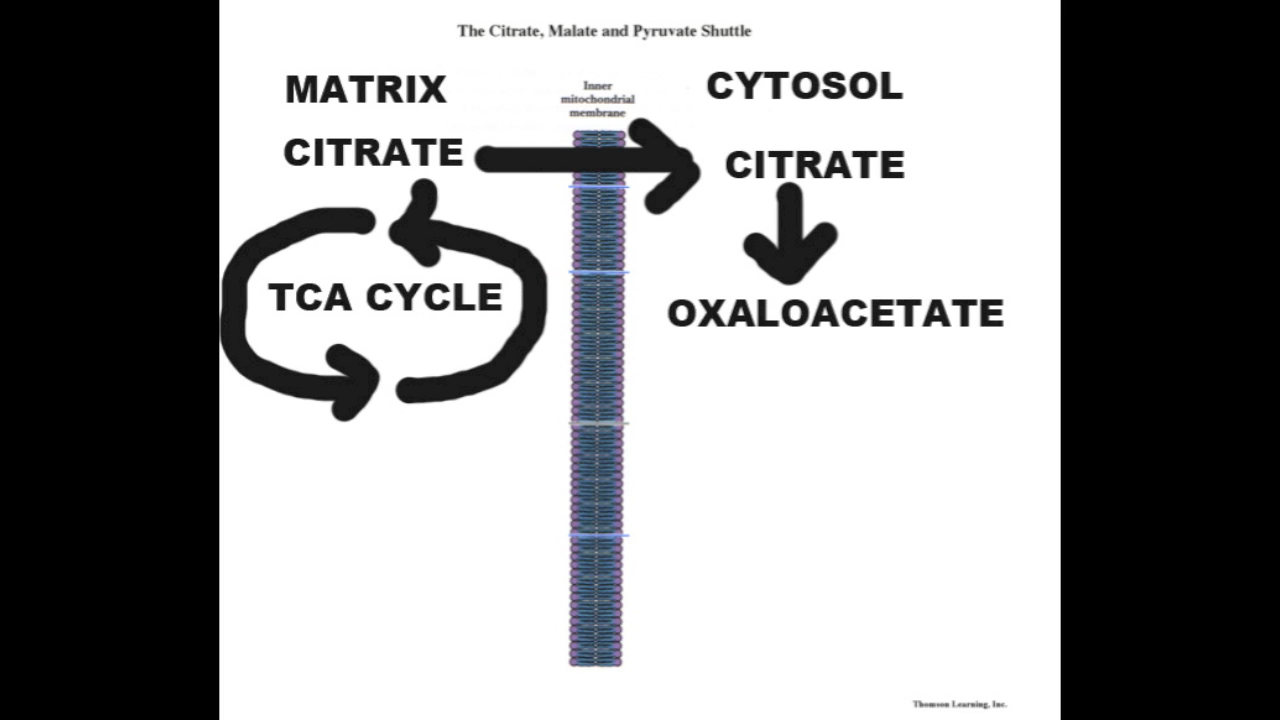 The Citrate, Malate and Pyruvate Shuttle
MATRIX
Inner
mitochondrial
membrane
CYTOSOL
CITRATE
CITRATE
TCA CYCLE
OXALOACETATE
Thomson Learning, Inc.